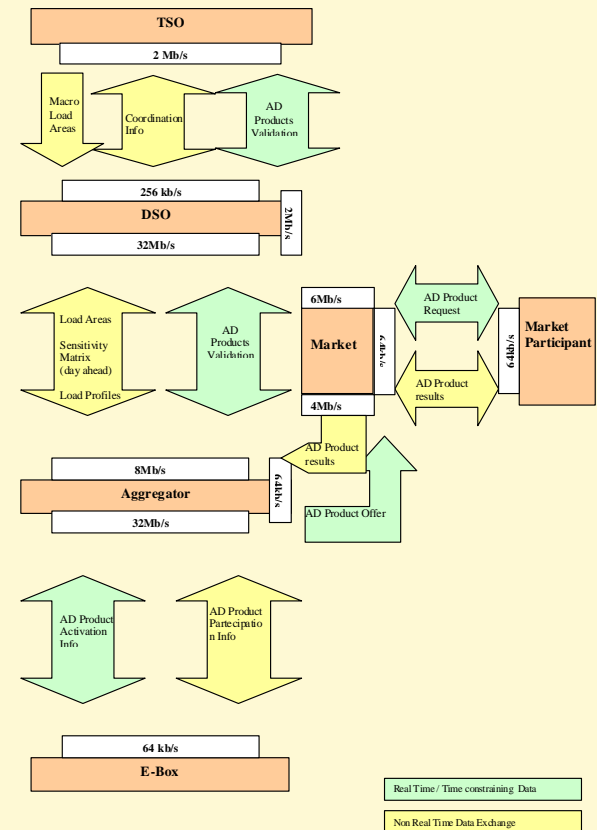 TSO
2 Mb/s
Macro
Load
Areas
Coordination
Info
AD
Products
Validation
256 kb/s
DSO
2Mb/s
32Mb/s
Load Areas
Sensitivity
Matrix
(day ahead)
Load Profiles
AD
Products
Validation
6Mb/s
Market
64kb/s
4Mb/s
AD Product
Request
AD Product
results
64kb/s
Market
Participant
AD Product
results
AD Product Offer
8Mb/s
Aggregator
64kb/s
32Mb/s
AD Product
Activation
Info
AD Product
Partecipatio
n Info
64 kb/s
E-Box
Real Time / Time constraining Data
Non Real Time Data Exchange